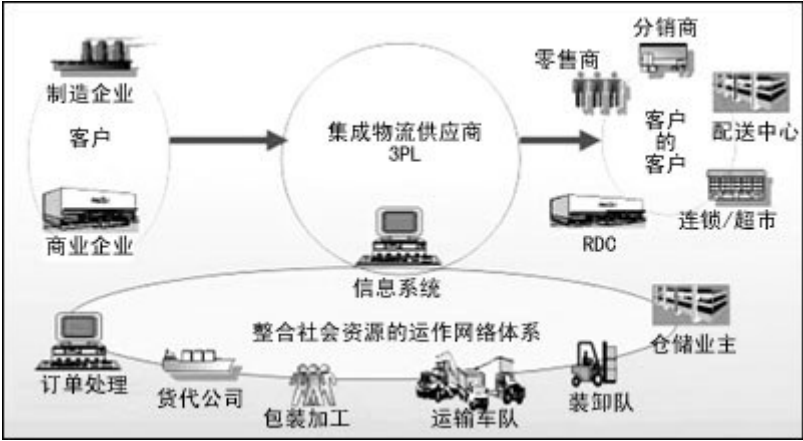 分销商
零售商
制造企业
客户
集成物流供应商
3PL
客户
的
客户
配送中心
商业企业
RDC
连锁/超市
信息系统
整合社会资源的运作网络体系
仓储业主
订单处理
货代公司
包装加工
运输车队
装卸队